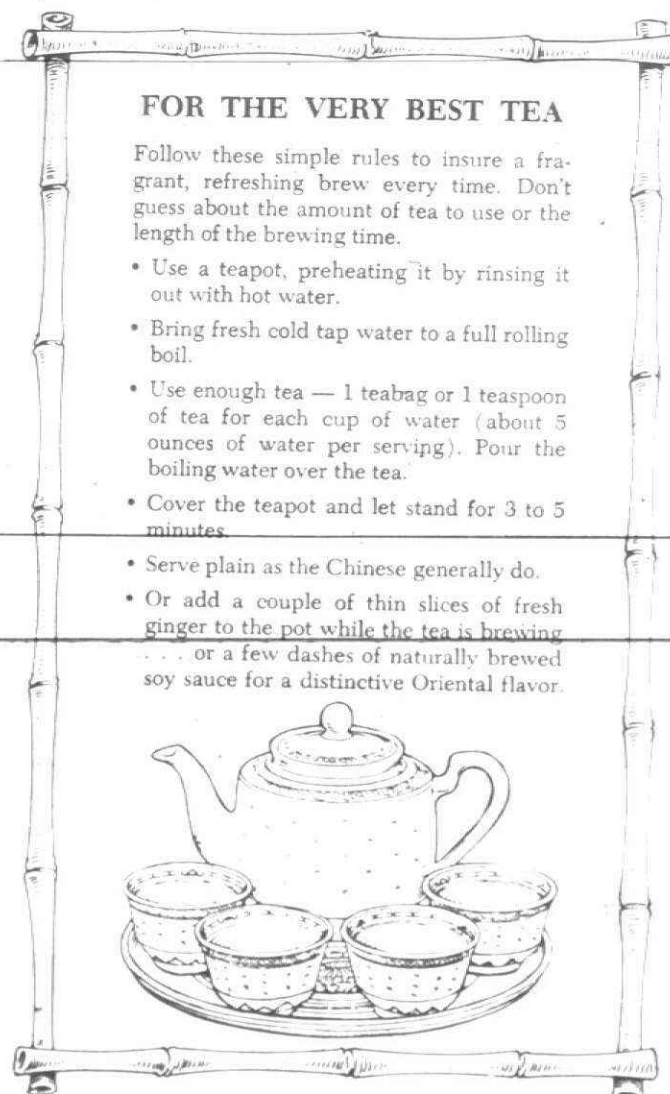 FOR THE VERY BEST TEA
Follow these simple rules to insure a fra-
grant, refreshing brew every time. Don't
guess about the amount of tea to use or the
length of the brewing time.
• Use a teapot, preheating it by rinsing it
out with hot water.
• Bring fresh cold tap water to a full rolling
boil.
• Use enough tea — 1 teabag or 1 teaspoon
of tea for each cup of water (about 5
ounces of water per serving). Pour the
boiling water over the tea.
• Cover the teapot and let stand for 3 to 5
minutes.
• Serve plain as the Chinese generally do.
• Or add a couple of thin slices of fresh
ginger to the pot while the tea is brewing
. . . or a few dashes of naturally brewed
soy sauce for a distinctive Oriental flavor.